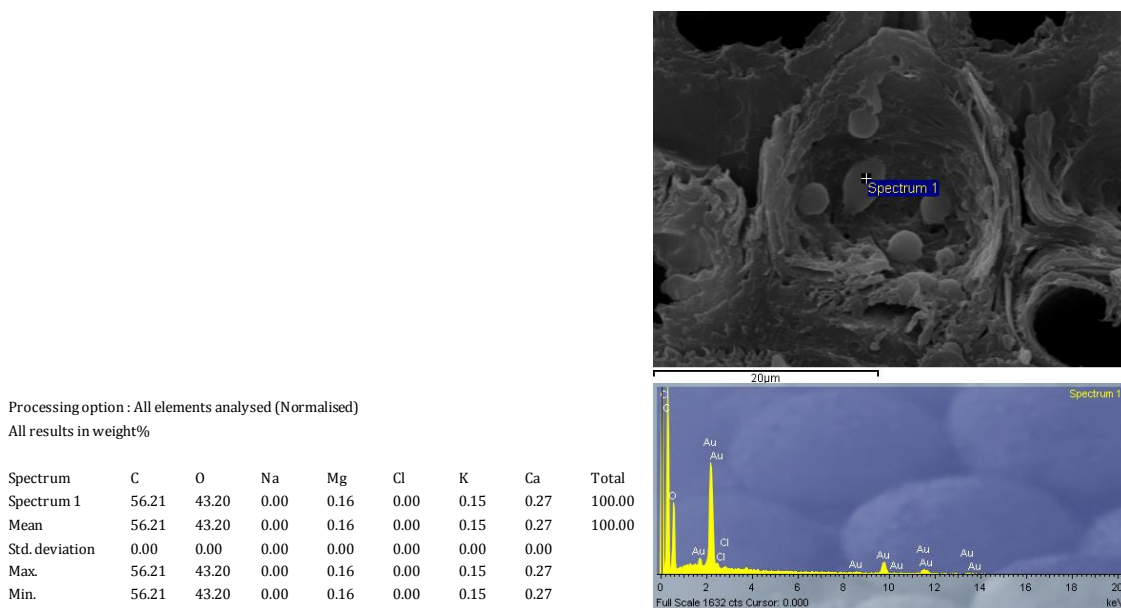 Spectrum 1
20μm
Processing option : All elements analysed (Normalised)
All results in weight%
Spectrum C O Na Mg Cl K Ca Total
Spectrum 1 56.21 43.20 0.00 0.16 0.00 0.15 0.27 100.00
Mean 56.21 43.20 0.00 0.16 0.00 0.15 0.27 100.00
Std. deviation 0.00 0.00 0.00 0.00 0.00 0.00 0.00
Max. 56.21 43.20 0.00 0.16 0.00 0.15 0.27
Min. 56.21 43.20 0.00 0.16 0.00 0.15 0.27
Spectrum 1
C
O
Au
Au
Au
Cl
Cl
Au
Au
Au
Au
Au
Au
Au
0 2 4 6 8 10 12 14 16 18 20
Full Scale 1632 cts Cursor: 0.000